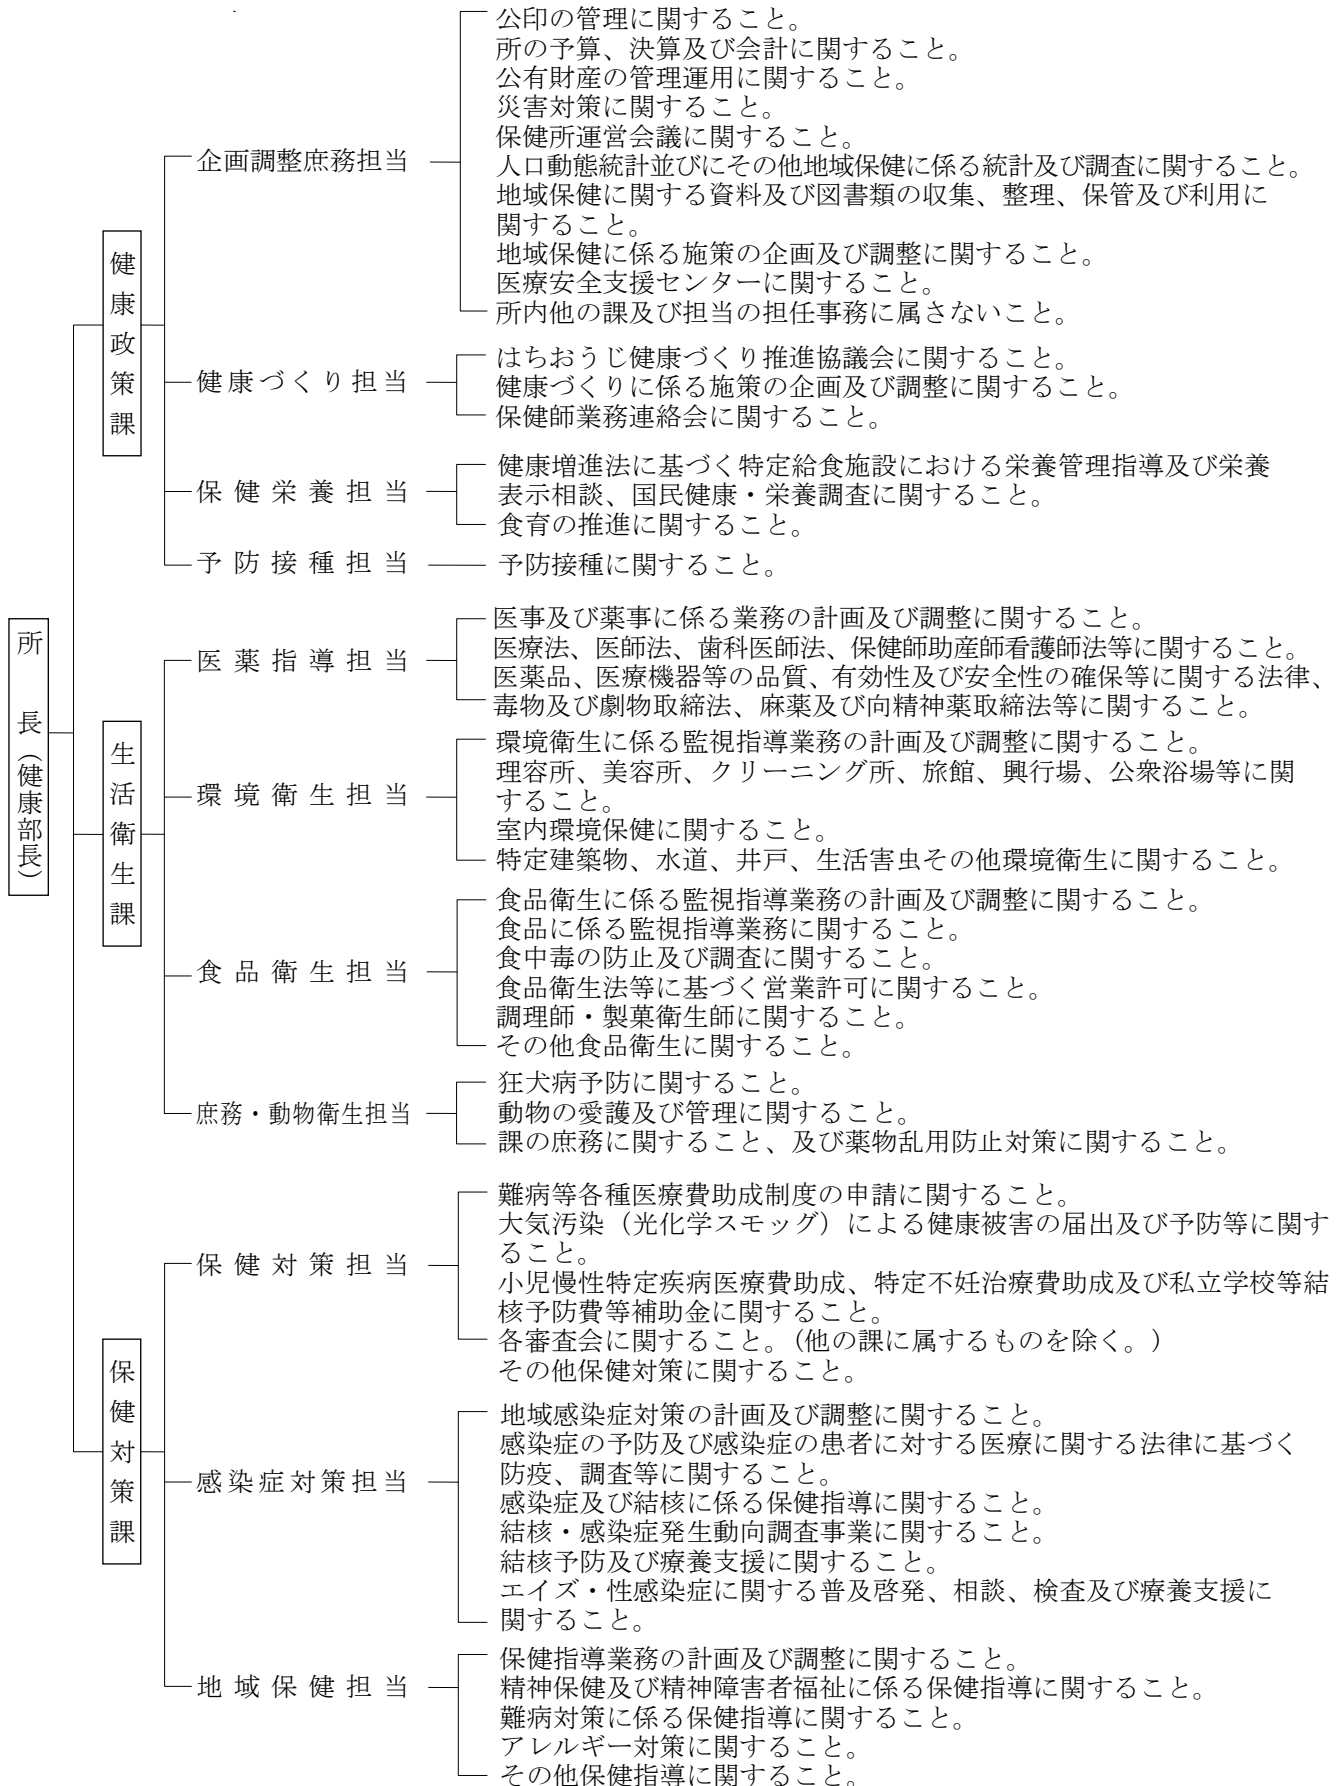 所長（健康部長）
健康政策課
企画調整庶務担当
公印の管理に関すること。
所の予算、決算及び会計に関すること。
公有財産の管理運用に関すること。
災害対策に関すること。
保健所運営会議に関すること。
人口動態統計並びにその他地域保健に係る統計及び調査に関すること。
地域保健に関する資料及び図書類の収集、整理、保管及び利用に
関すること。
地域保健に係る施策の企画及び調整に関すること。
医療安全支援センターに関すること。
所内他の課及び担当の担任事務に属さないこと。
健康づくり担当
はちおうじ健康づくり推進協議会に関すること。
健康づくりに係る施策の企画及び調整に関すること。
保健師業務連絡会に関すること。
保健栄養担当
健康増進法に基づく特定給食施設における栄養管理指導及び栄養
表示相談、国民健康・栄養調査に関すること。
食育の推進に関すること。
予防接種担当
予防接種に関すること。
生活衛生課
医薬指導担当
医事及び薬事に係る業務の計画及び調整に関すること。
医療法、医師法、歯科医師法、保健師助産師看護師法等に関すること。
医薬品、医療機器等の品質、有効性及び安全性の確保等に関する法律、
毒物及び劇物取締法、麻薬及び向精神薬取締法等に関すること。
環境衛生担当
環境衛生に係る監視指導業務の計画及び調整に関すること。
理容所、美容所、クリーニング所、旅館、興行場、公衆浴場等に関
すること。
室内環境保健に関すること。
特定建築物、水道、井戸、生活害虫その他環境衛生に関すること。
食品衛生担当
食品衛生に係る監視指導業務の計画及び調整に関すること。
食品に係る監視指導業務に関すること。
食中毒の防止及び調査に関すること。
食品衛生法等に基づく営業許可に関すること。
調理師・製菓衛生師に関すること。
その他食品衛生に関すること。
庶務・動物衛生担当
狂犬病予防に関すること。
動物の愛護及び管理に関すること。
課の庶務に関すること、及び薬物乱用防止対策に関すること。
保健対策課
保健対策担当
難病等各種医療費助成制度の申請に関すること。
大気汚染（光化学スモッグ）による健康被害の届出及び予防等に関す
ること。
小児慢性特定疾病医療費助成、特定不妊治療費助成及び私立学校等結
核予防費等補助金に関すること。
各審査会に関すること。（他の課に属するものを除く。）
その他保健対策に関すること。
感染症対策担当
地域感染症対策の計画及び調整に関すること。
感染症の予防及び感染症の患者に対する医療に関する法律に基づく
防疫、調査等に関すること。
感染症及び結核に係る保健指導に関すること。
結核・感染症発生動向調査事業に関すること。
結核予防及び療養支援に関すること。
エイズ・性感染症に関する普及啓発、相談、検査及び療養支援に
関すること。
地域保健担当
保健指導業務の計画及び調整に関すること。
精神保健及び精神障害者福祉に係る保健指導に関すること。
難病対策に係る保健指導に関すること。
アレルギー対策に関すること。
その他保健指導に関すること。